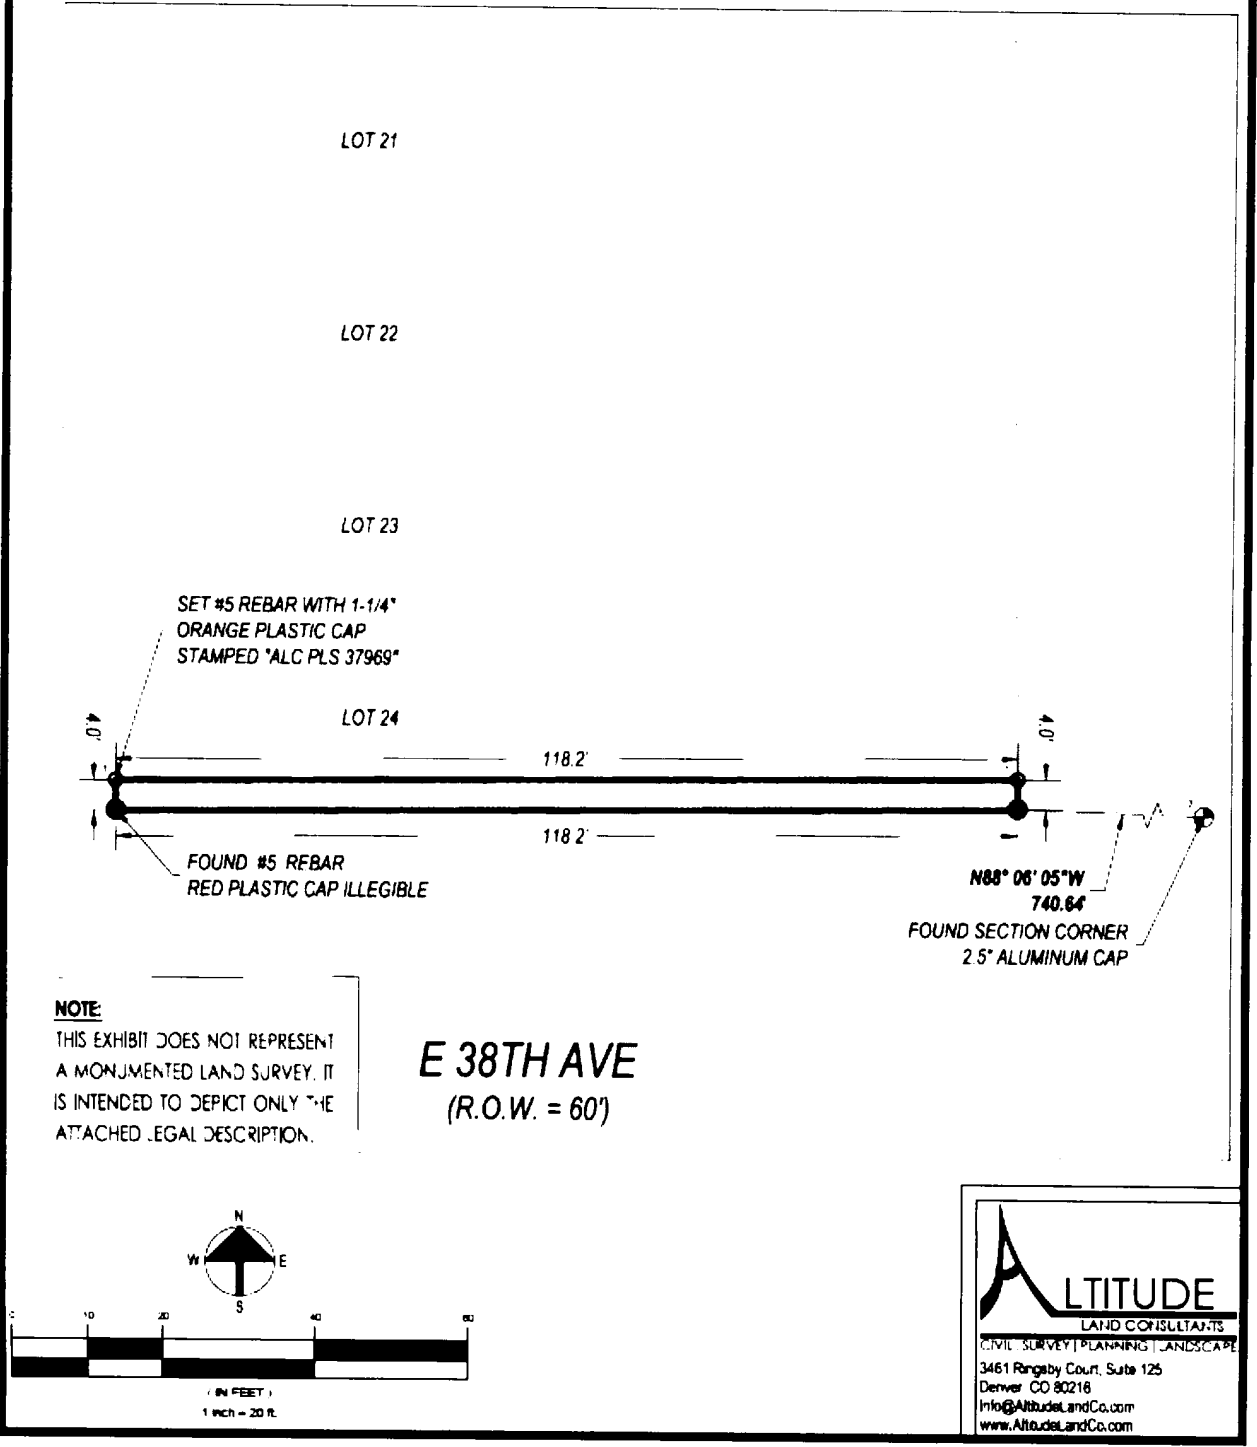 LOT 21
LOT 22
LOT 23
SET #5 REBAR WITH 1-1/4"
ORANGE PLASTIC CAP
STAMPED "ALC PLS 37969"
LOT 24
4.0'
4.0'
118.2'
118.2'
FOUND #5 REBAR
RED PLASTIC CAP ILLEGIBLE
N88° 06' 05"W
740.64'
FOUND SECTION CORNER
2.5" ALUMINUM CAP
NOTE:
THIS EXHIBIT DOES NOT REPRESENT
A MONUMENTED LAND SURVEY. IT
IS INTENDED TO DEPICT ONLY THE
ATTACHED LEGAL DESCRIPTION.
E 38TH AVE
(R.O.W. = 60')
N
W E
S
0 10 20 40 60
( IN FEET )
1 inch = 20 ft.
ALTITUDE
LAND CONSULTANTS
CIVIL | SURVEY | PLANNING | LANDSCAPE
3461 Ringsby Court, Suite 125
Denver CO 80216
Info@AltitudeLandCo.com
www.AltitudeLandCo.com